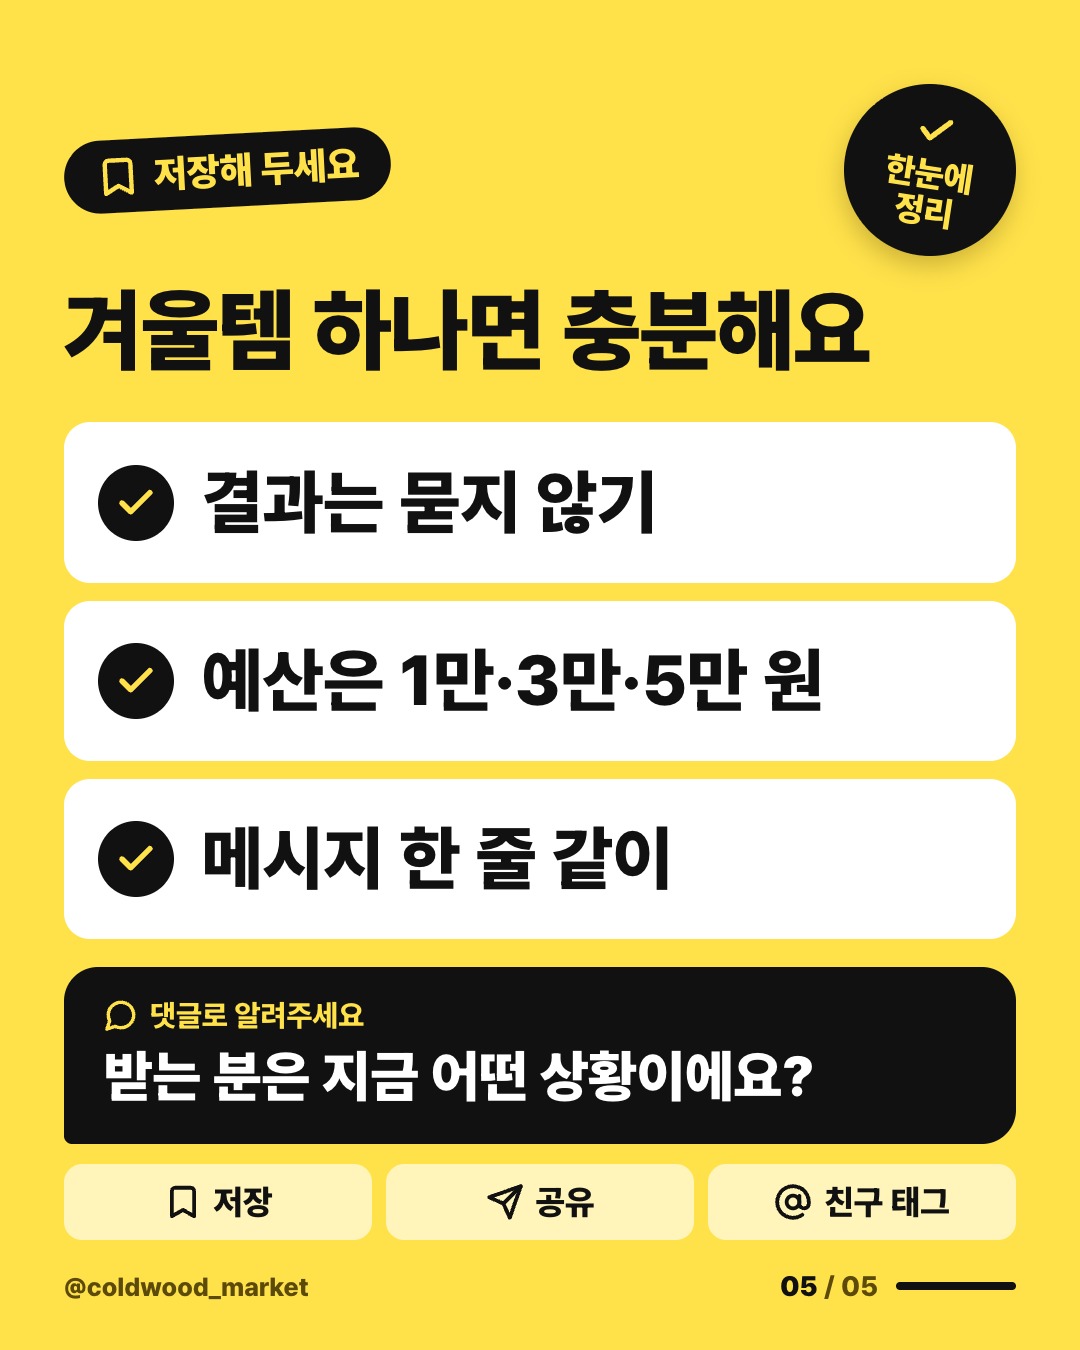 저장해 두세요
한눈에
정리
겨울템 하나면 충분해요
결과는 묻지 않기
예산은 1만·3만·5만 원
메시지 한 줄 같이
댓글로 알려주세요
받는 분은 지금 어떤 상황이에요?
저장
공유
친구 태그
@coldwood_market
05 / 05